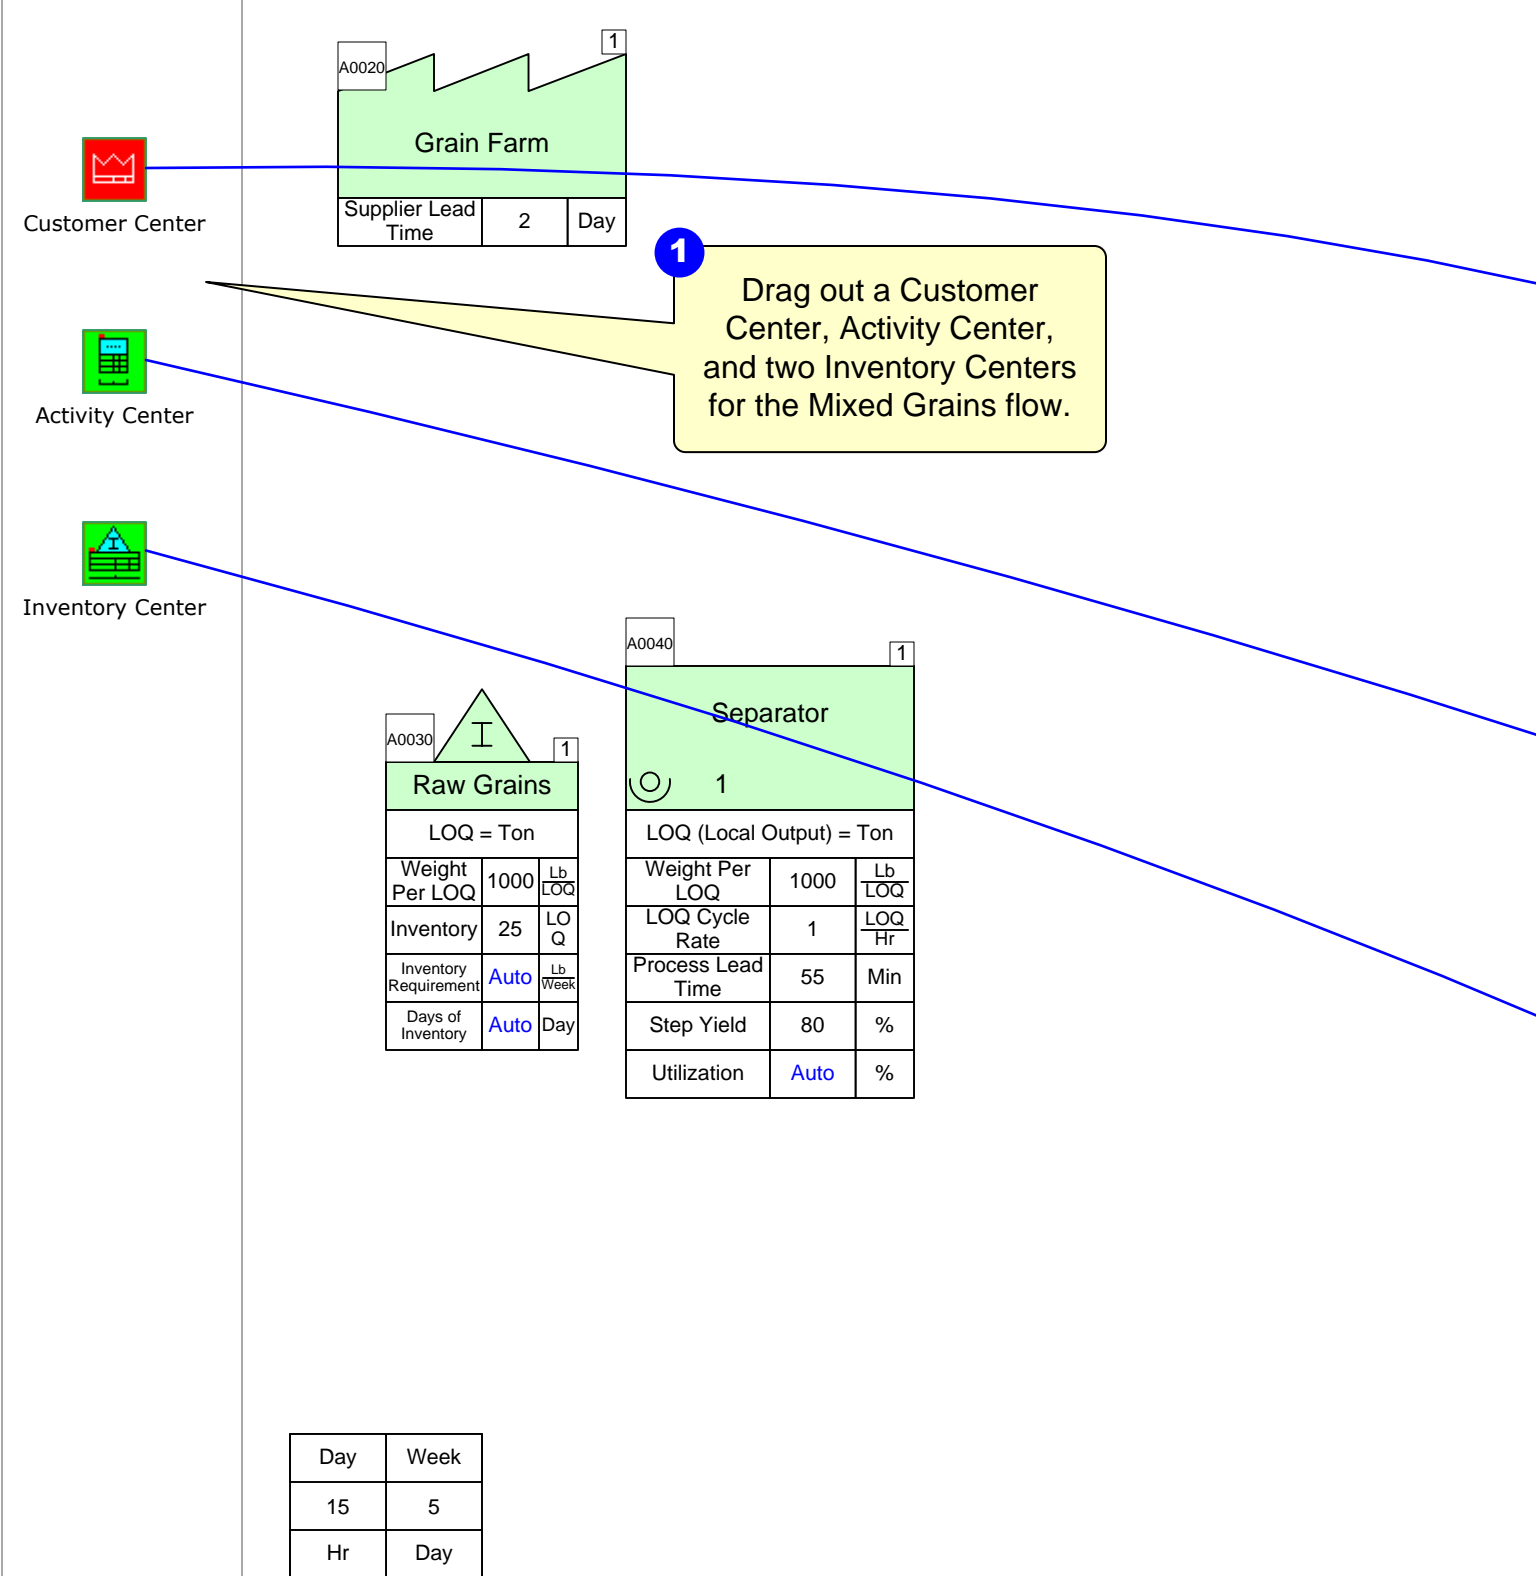 A0020
1
Grain Farm
Supplier Lead
Time
2
Day
Customer Center
1
Drag out a Customer
Center, Activity Center,
and two Inventory Centers
for the Mixed Grains flow.
Activity Center
Inventory Center
A0030
I
1
Raw Grains
LOQ = Ton
Weight
Per LOQ
1000
Lb
LOQ
Inventory
25
LO
Q
Inventory
Requirement
Auto
Lb
Week
Days of
Inventory
Auto
Day
A0040
1
Separator
1
LOQ (Local Output) = Ton
Weight Per
LOQ
1000
Lb
LOQ
LOQ Cycle
Rate
1
LOQ
Hr
Process Lead
Time
55
Min
Step Yield
80
%
Utilization
Auto
%
Day
Week
15
5
Hr
Day